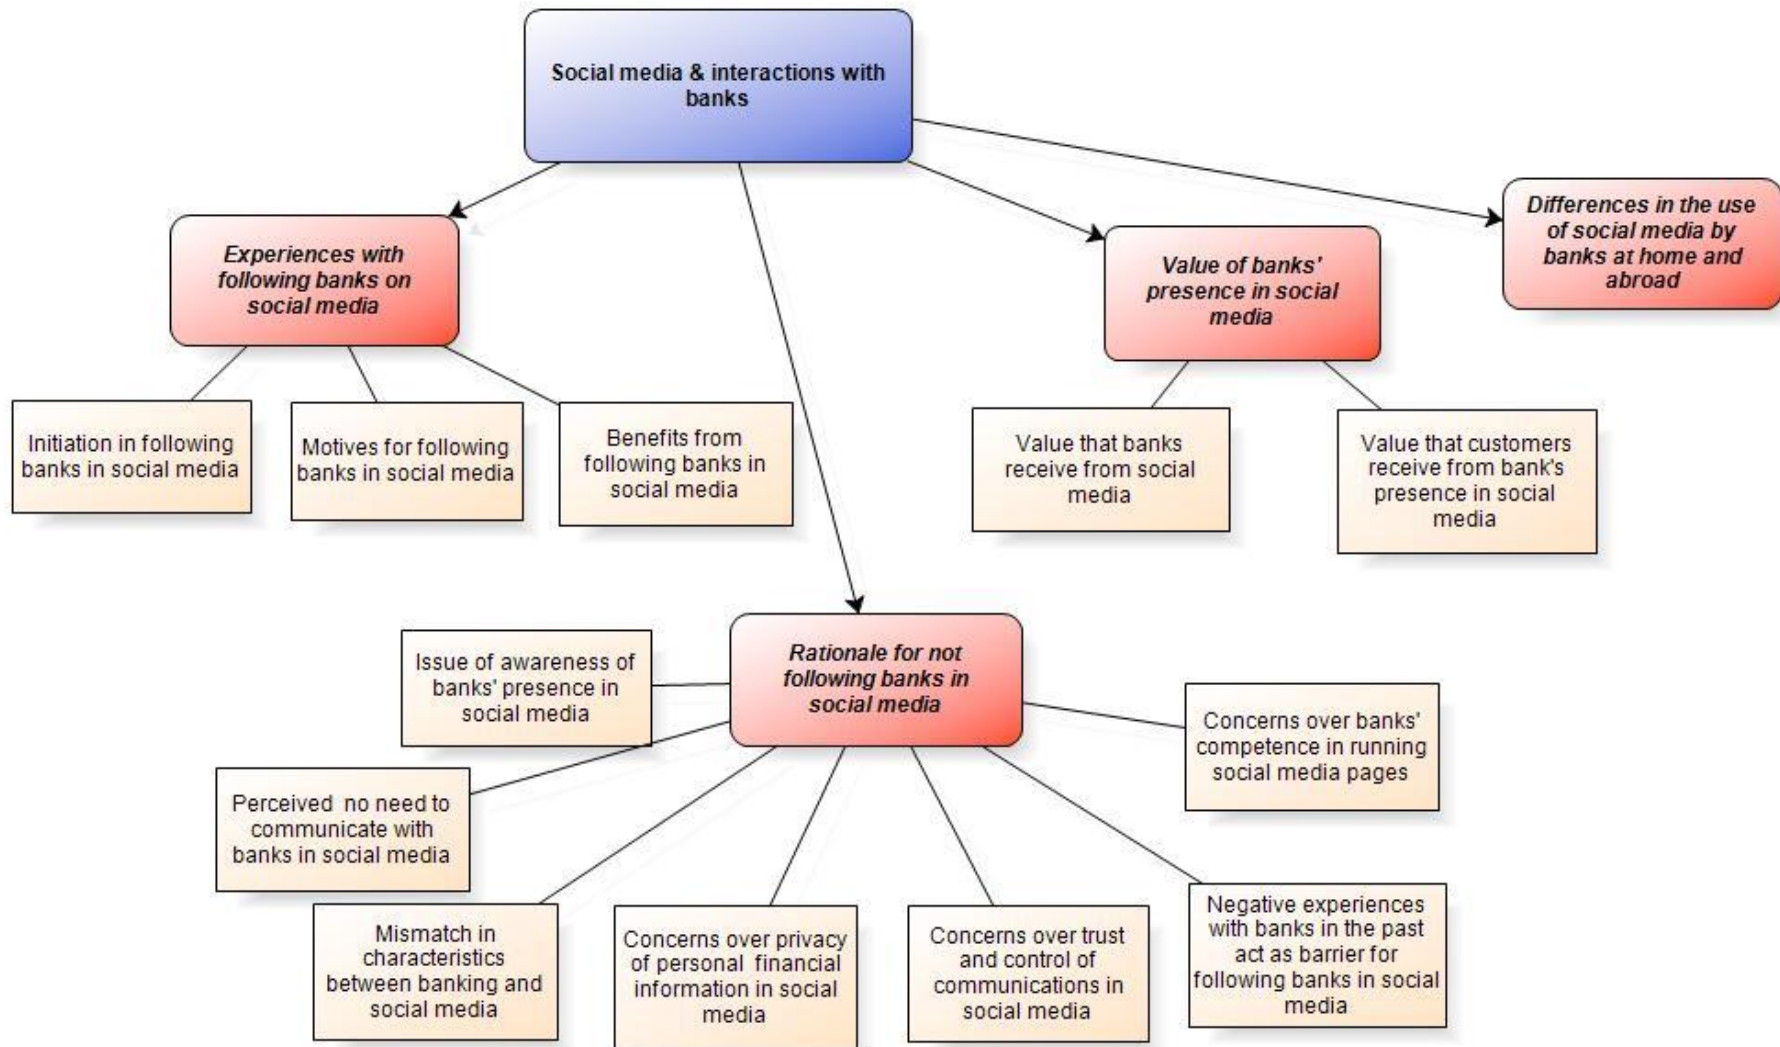 Social media & interactions with
banks
Differences in the use
of social media by
banks at home and
abroad
Experiences with
following banks on
social media
Value of banks'
presence in social
media
Initiation in following
banks in social media
Motives for following
banks in social media
Benefits from
following banks in
social media
Value that banks
receive from social
media
Value that customers
receive from bank's
presence in social
media
Rationale for not
following banks in
social media
Issue of awareness of
banks' presence in
social media
Concerns over banks'
competence in running
social media pages
Perceived no need to
communicate with
banks in social media
Mismatch in
characteristics
between banking and
social media
Concerns over privacy
of personal financial
information in social
media
Concerns over trust
and control of
communications in
social media
Negative experiences
with banks in the past
act as barrier for
following banks in social
media